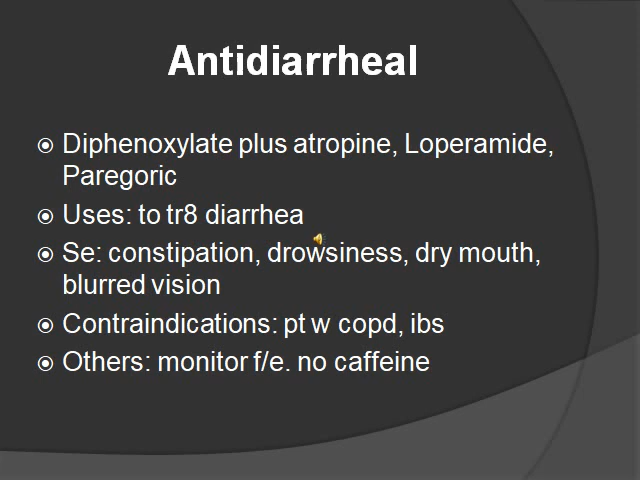 Antidiarrheal
Diphenoxylate plus atropine, Loperamide,
Paregoric
Uses: to tr8 diarrhea
Se: constipation, drowsiness, dry mouth,
blurred vision
Contraindications: pt w copd, ibs
Others: monitor f/e. no caffeine